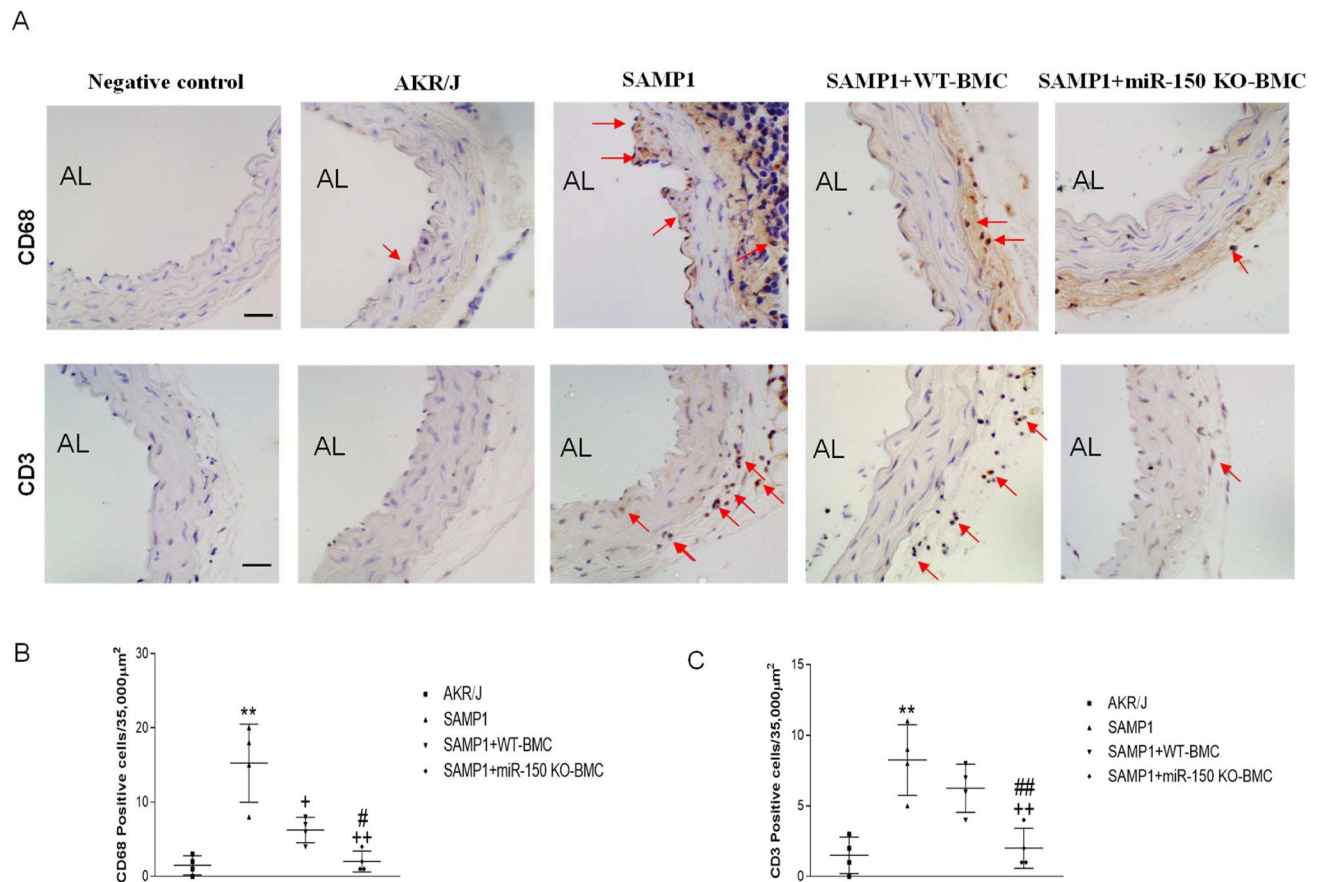 A
Negative control
AKR/J
SAMP1
SAMP1+WT-BMC
SAMP1+miR-150 KO-BMC
CD68
AL
AL
AL
AL
AL
CD3
AL
AL
AL
AL
AL
B
CD68 Positive cells/35,000μm²
30
20
10
0
**
+
#
++
AKR/J
SAMP1
SAMP1+WT-BMC
SAMP1+miR-150 KO-BMC
C
CD3 Positive cells/35,000μm²
15
10
5
0
**
##
++
AKR/J
SAMP1
SAMP1+WT-BMC
SAMP1+miR-150 KO-BMC